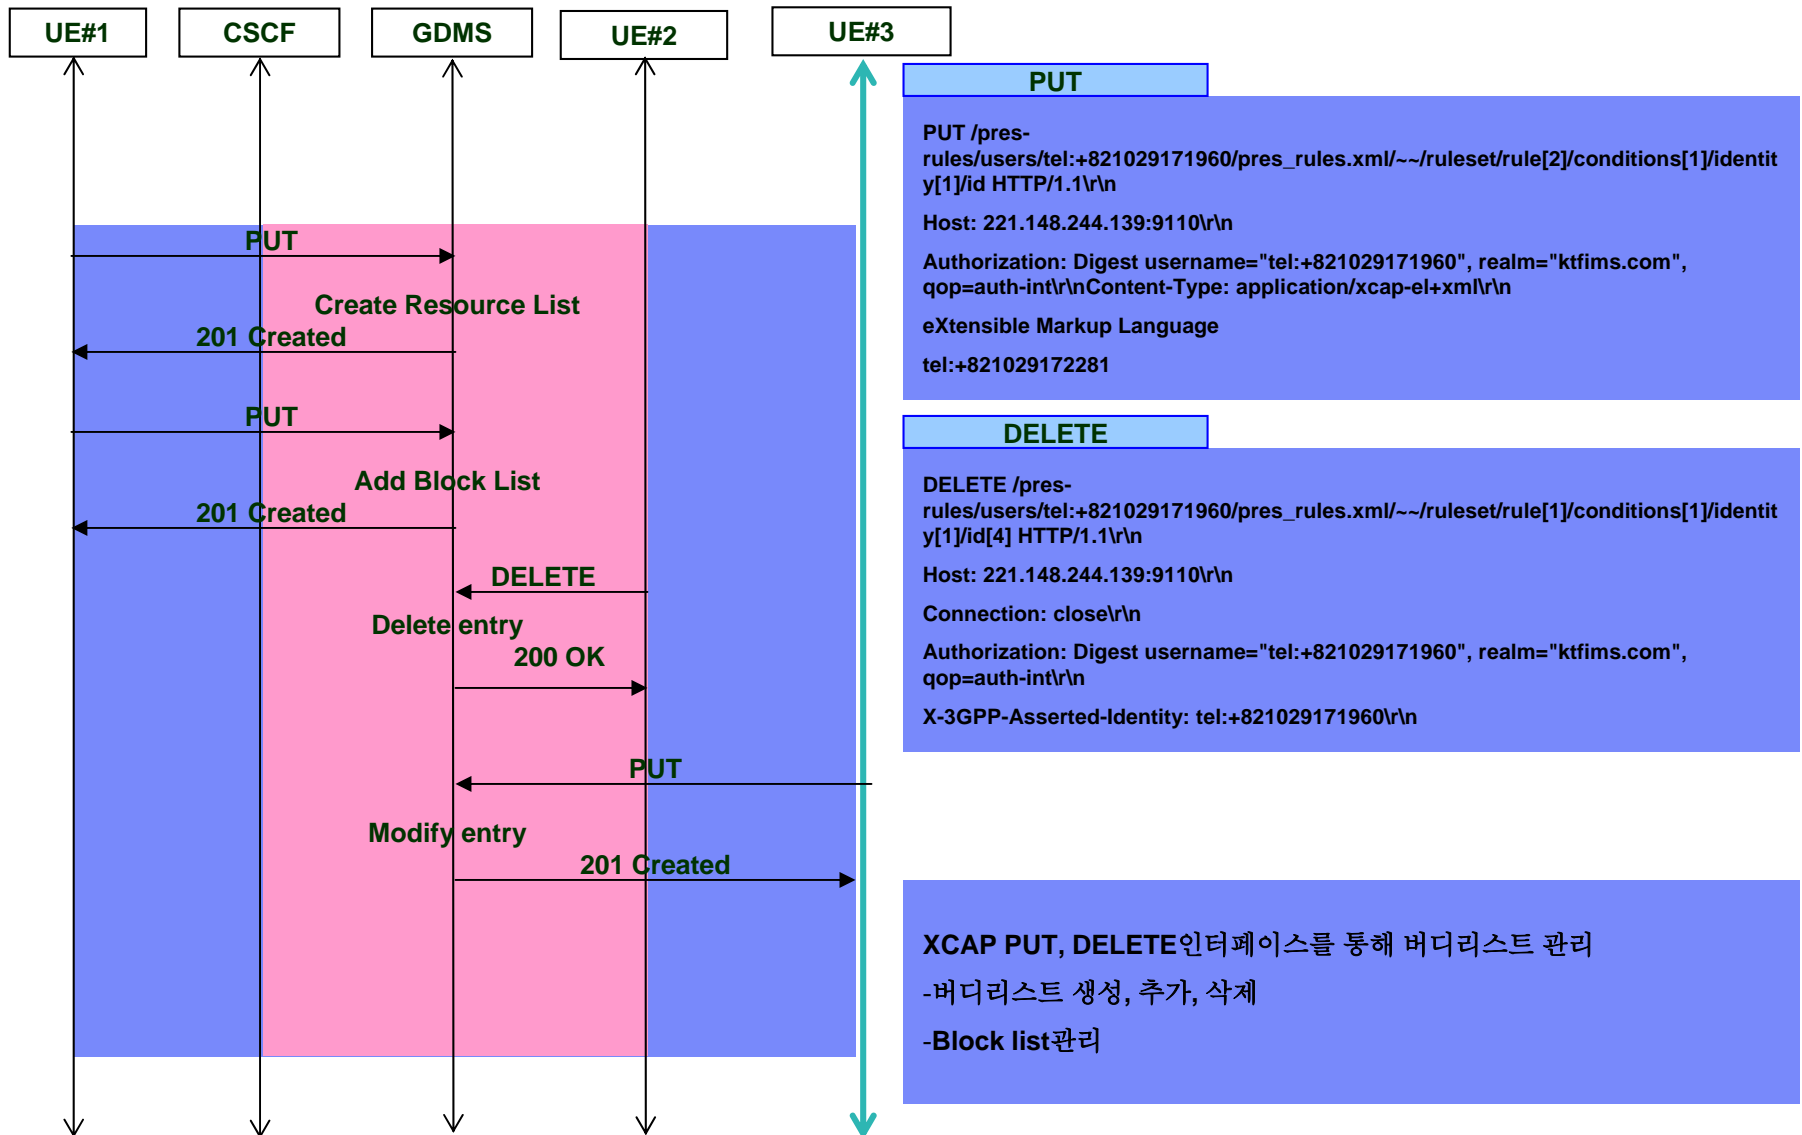 UE#1
CSCF
GDMS
UE#2
UE#3
PUT
Create Resource List
201 Created
PUT
Add Block List
201 Created
DELETE
Delete entry
200 OK
PUT
Modify entry
201 Created
PUT
PUT /pres-
rules/users/tel:+821029171960/pres_rules.xml/~~/ruleset/rule[2]/conditions[1]/identit
y[1]/id HTTP/1.1\r\n
Host: 221.148.244.139:9110\r\n
Authorization: Digest username="tel:+821029171960", realm="ktfims.com",
qop=auth-int\r\nContent-Type: application/xcap-el+xml\r\n
eXtensible Markup Language
tel:+821029172281
DELETE
DELETE /pres-
rules/users/tel:+821029171960/pres_rules.xml/~~/ruleset/rule[1]/conditions[1]/identit
y[1]/id[4] HTTP/1.1\r\n
Host: 221.148.244.139:9110\r\n
Connection: close\r\n
Authorization: Digest username="tel:+821029171960", realm="ktfims.com",
qop=auth-int\r\n
X-3GPP-Asserted-Identity: tel:+821029171960\r\n
XCAP PUT, DELETE인터페이스를 통해 버디리스트 관리
-버디리스트 생성, 추가, 삭제
-Block list관리